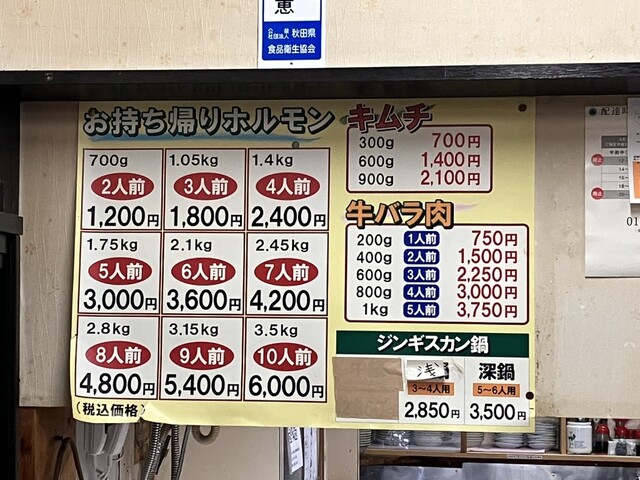 恵
公益
社団法人 秋田県
食品衛生協会
お持ち帰りホルモン
700g 1.05kg 1.4kg
2人前 3人前 4人前
1,200円 1,800円 2,400円
1.75kg 2.1kg 2.45kg
5人前 6人前 7人前
3,000円 3,600円 4,200円
2.8kg 3.15kg 3.5kg
8人前 9人前 10人前
4,800円 5,400円 6,000円
(税込価格)
キムチ
300g 700円
600g 1,400円
900g 2,100円
牛バラ肉
200g 1人前 750円
400g 2人前 1,500円
600g 3人前 2,250円
800g 4人前 3,000円
1kg 5人前 3,750円
ジンギスカン鍋
浅 深鍋
3〜4人用 5〜6人用
2,850円 3,500円
配達
01